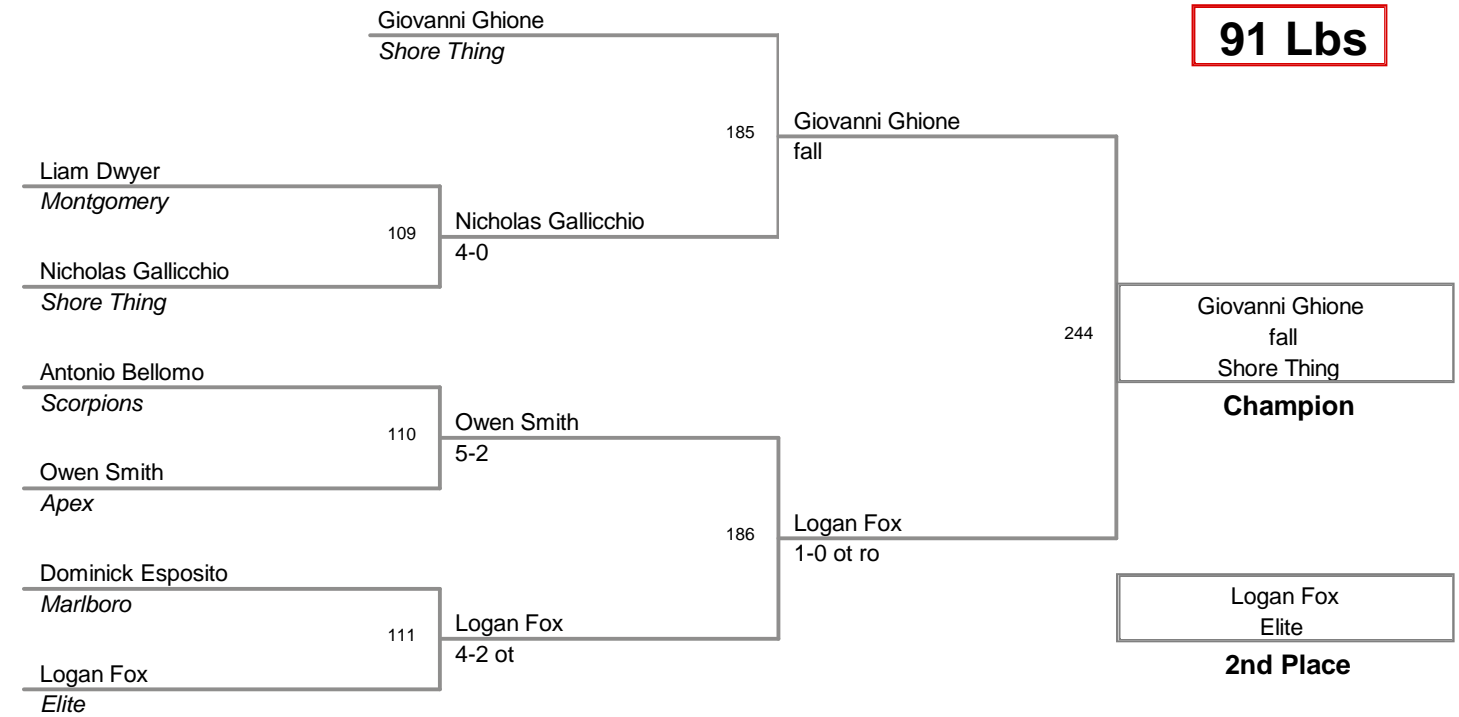 Giovanni Ghione
Shore Thing
91 Lbs
185
Giovanni Ghione
fall
Liam Dwyer
Montgomery
109
Nicholas Gallicchio
4-0
Nicholas Gallicchio
Shore Thing
244
Giovanni Ghione
fall
Shore Thing
Champion
Antonio Bellomo
Scorpions
110
Owen Smith
5-2
Owen Smith
Apex
186
Logan Fox
1-0 ot ro
Dominick Esposito
Marlboro
111
Logan Fox
4-2 ot
Logan Fox
Elite
Logan Fox
Elite
2nd Place